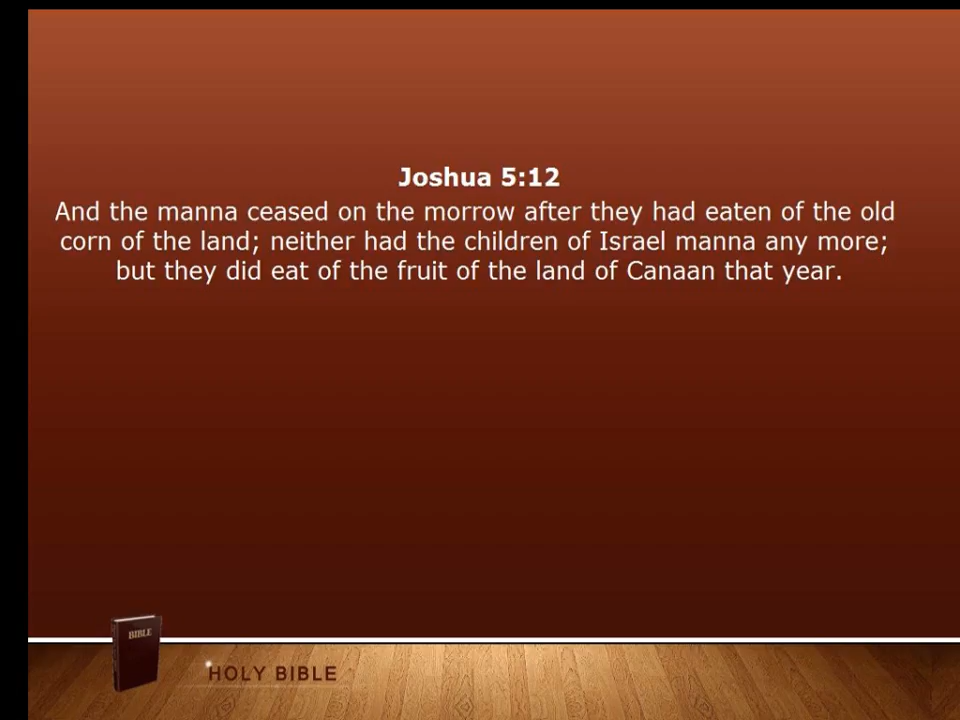 Joshua 5:12
And the manna ceased on the morrow after they had eaten of the old
corn of the land; neither had the children of Israel manna any more;
but they did eat of the fruit of the land of Canaan that year.
BIBLE
HOLY BIBLE